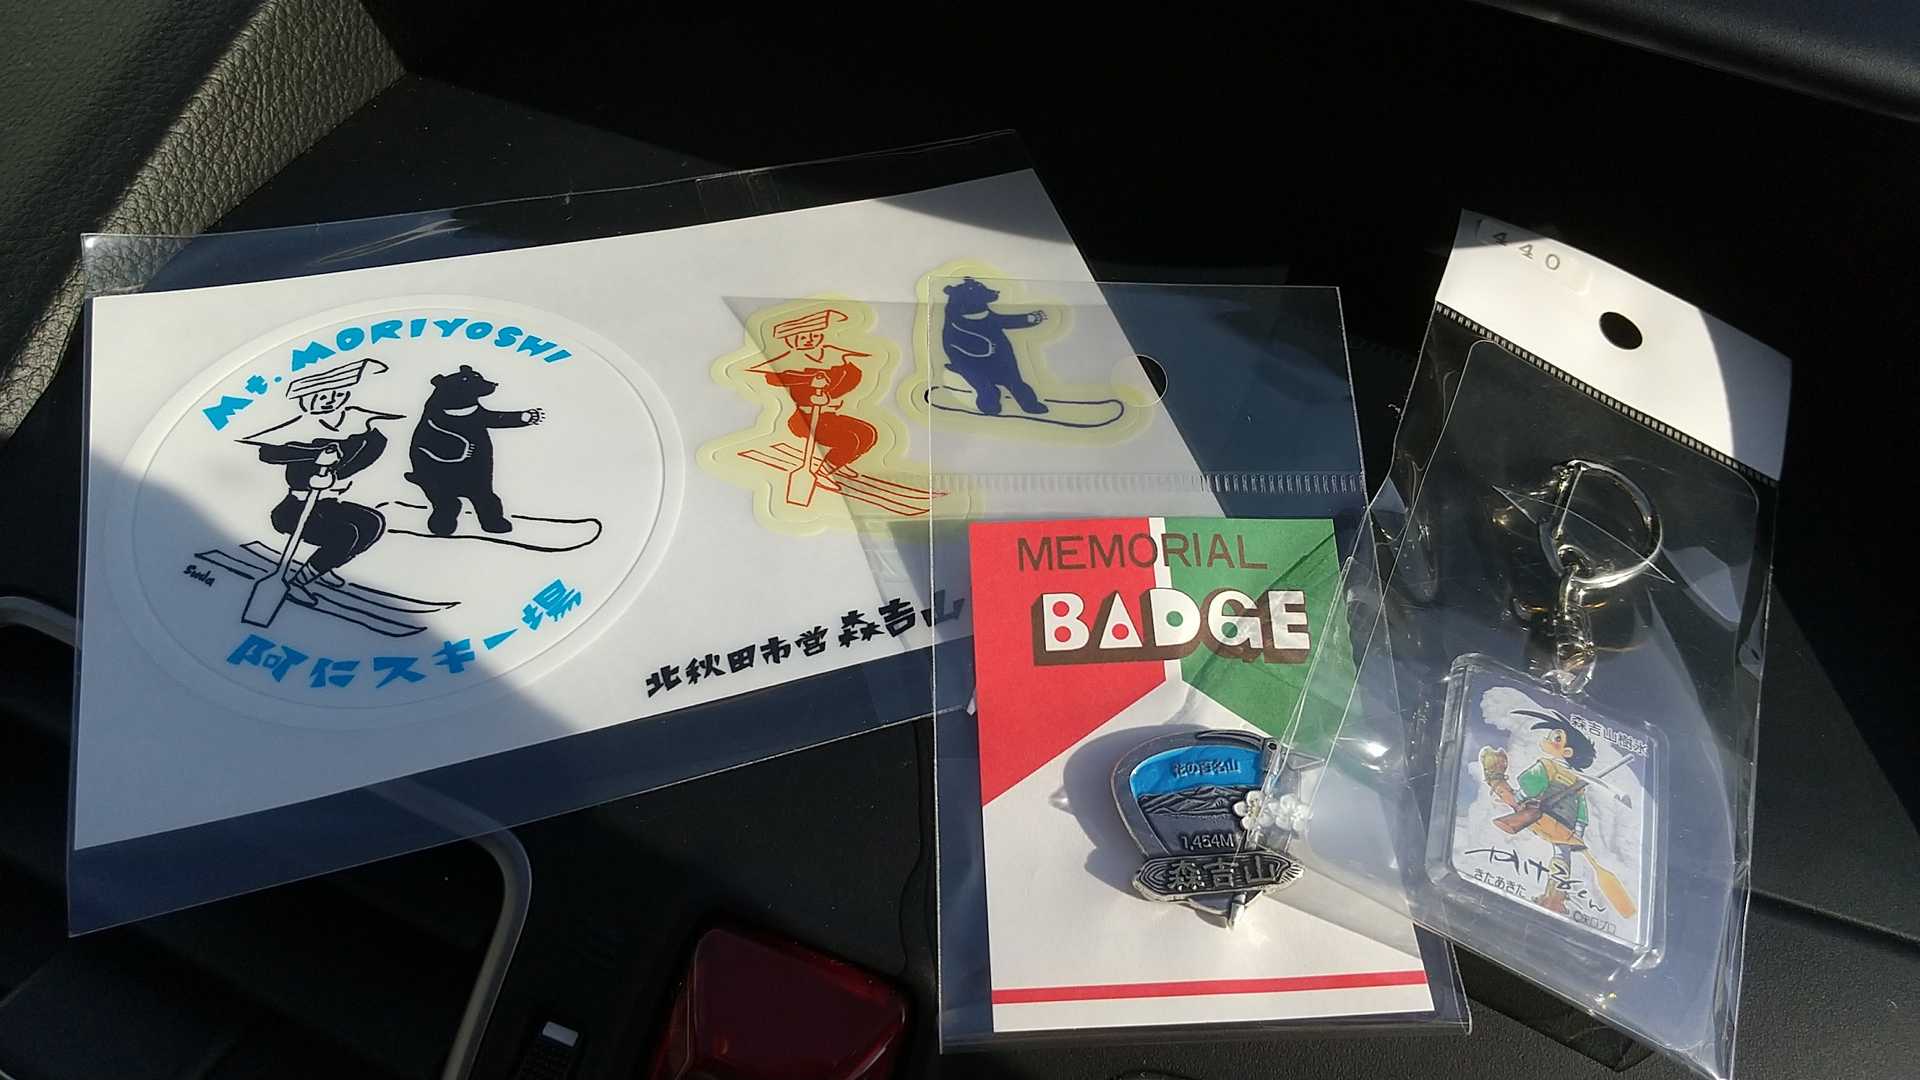 Mt. MORIYOSHI
Suda
阿仁スキー場
北秋田市営 森吉山
MEMORIAL
BADGE
花の百名山
1,454M
森吉山
440
森吉山樹氷
きたあきた